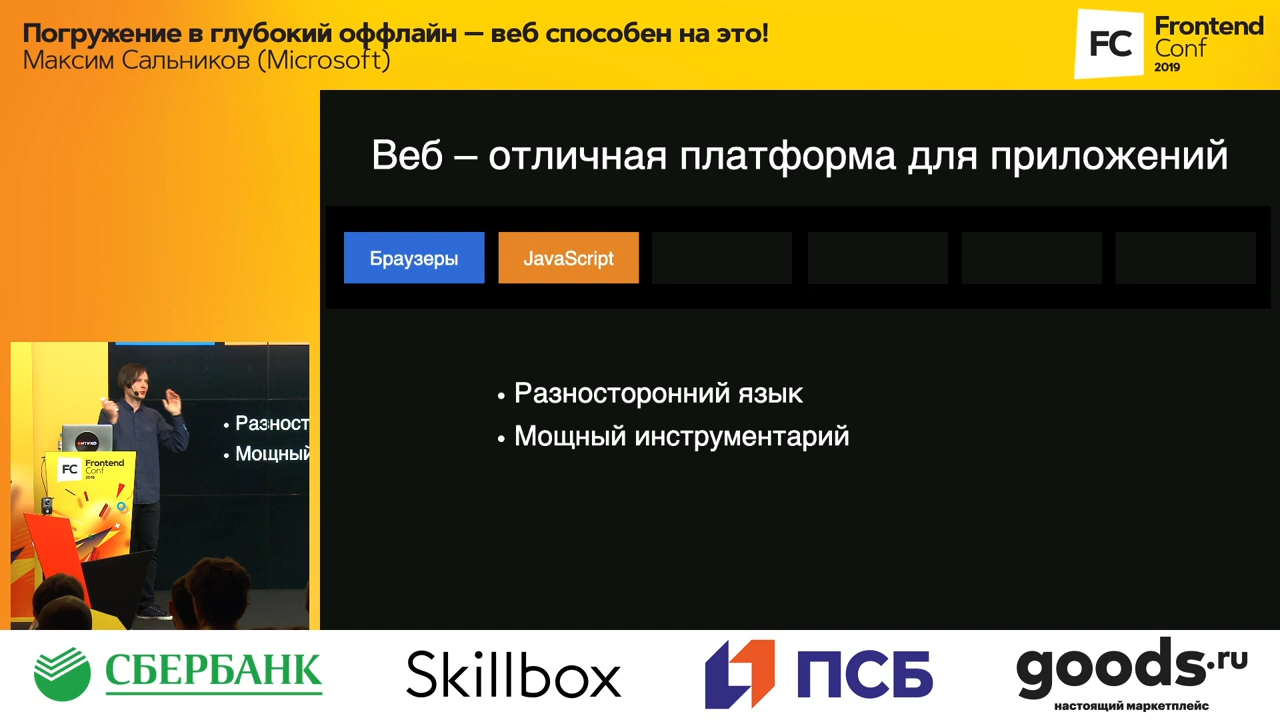 Погружение в глубокий оффлайн — веб способен на это!
Максим Сальников (Microsoft)
FC
Frontend
Conf
2019
Веб – отличная платформа для приложений
Браузеры
JavaScript
• Разносторонний язык
• Мощный инструментарий
• Разност
• Мощный
FC
Frontend
Conf
2019
СБЕРБАНК
Skillbox
ПСБ
goods.ru
настоящий маркетплейс